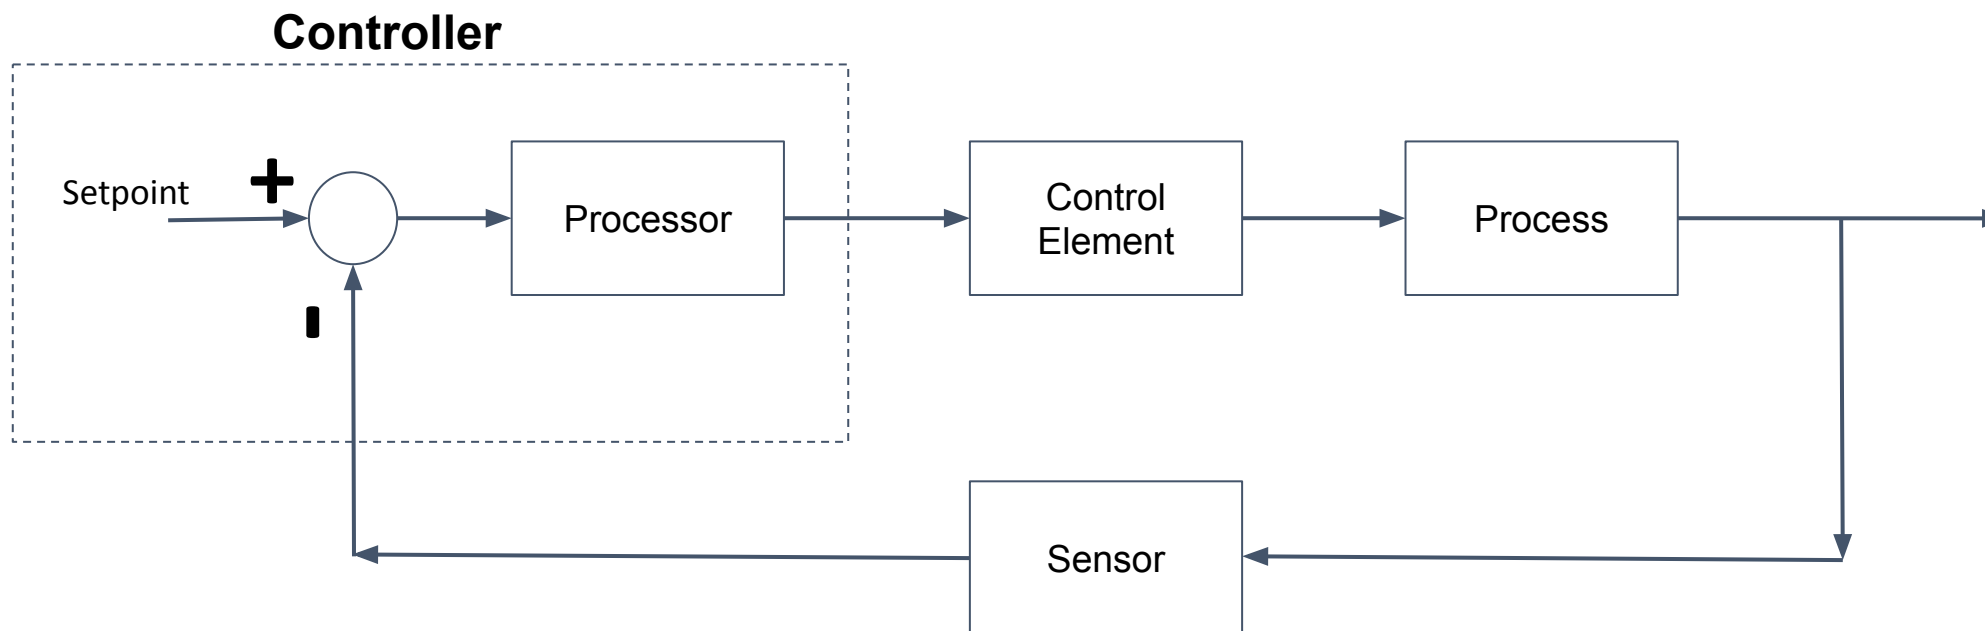 Controller
Setpoint
+
Processor
Control
Element
Process
-
Sensor